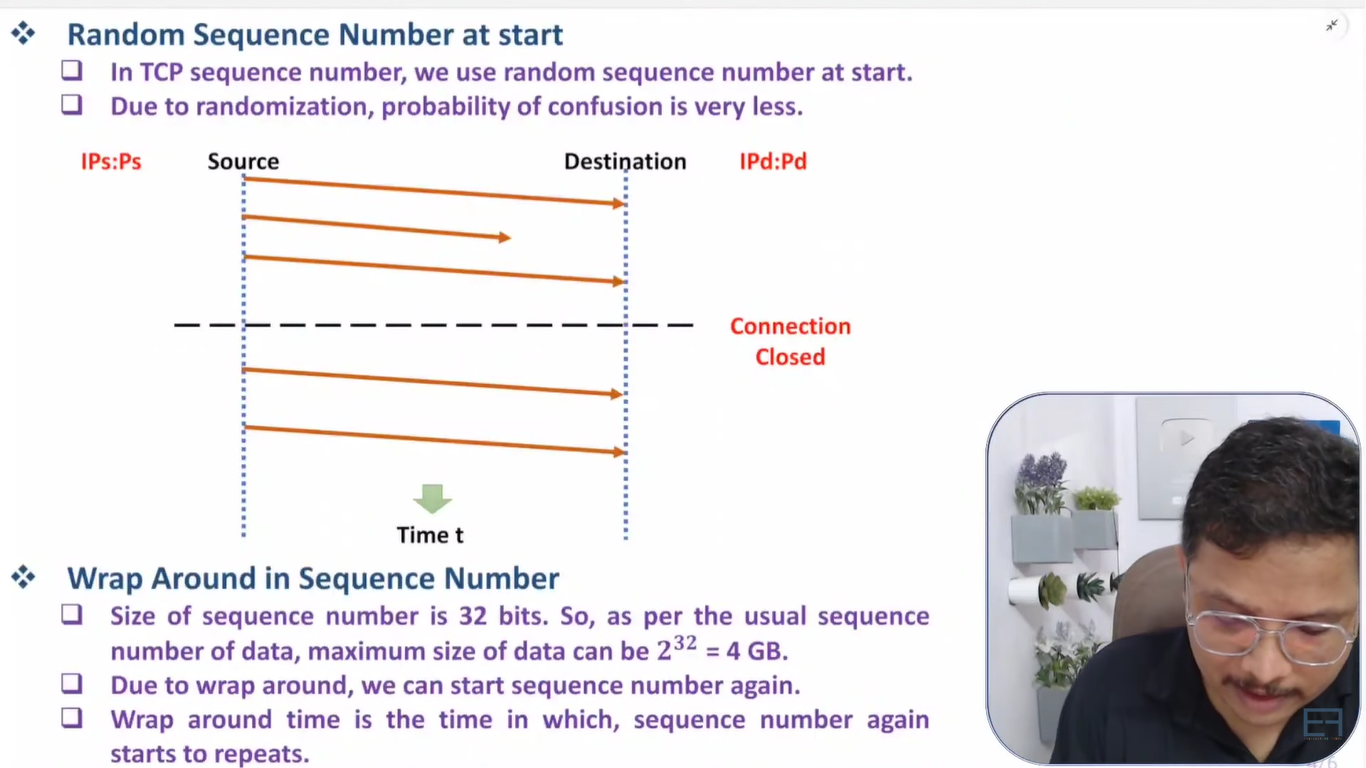 ❖ Random Sequence Number at start
❑ In TCP sequence number, we use random sequence number at start.
❑ Due to randomization, probability of confusion is very less.
IPs:Ps Source Destination IPd:Pd
Connection
Closed
Time t
❖ Wrap Around in Sequence Number
❑ Size of sequence number is 32 bits. So, as per the usual sequence
number of data, maximum size of data can be 2³² = 4 GB.
❑ Due to wrap around, we can start sequence number again.
❑ Wrap around time is the time in which, sequence number again
starts to repeats.